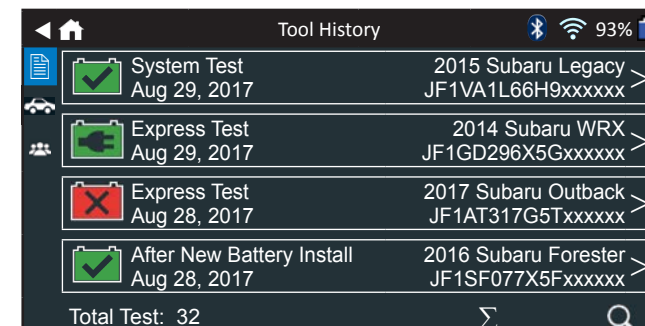 Tool History
93%
System Test
Aug 29, 2017
2015 Subaru Legacy
JF1VA1L66H9xxxxxx
Express Test
Aug 29, 2017
2014 Subaru WRX
JF1GD296X5Gxxxxxx
Express Test
Aug 28, 2017
2017 Subaru Outback
JF1AT317G5Txxxxxx
After New Battery Install
Aug 28, 2017
2016 Subaru Forester
JF1SF077X5Fxxxxxx
Total Test: 32
Σ